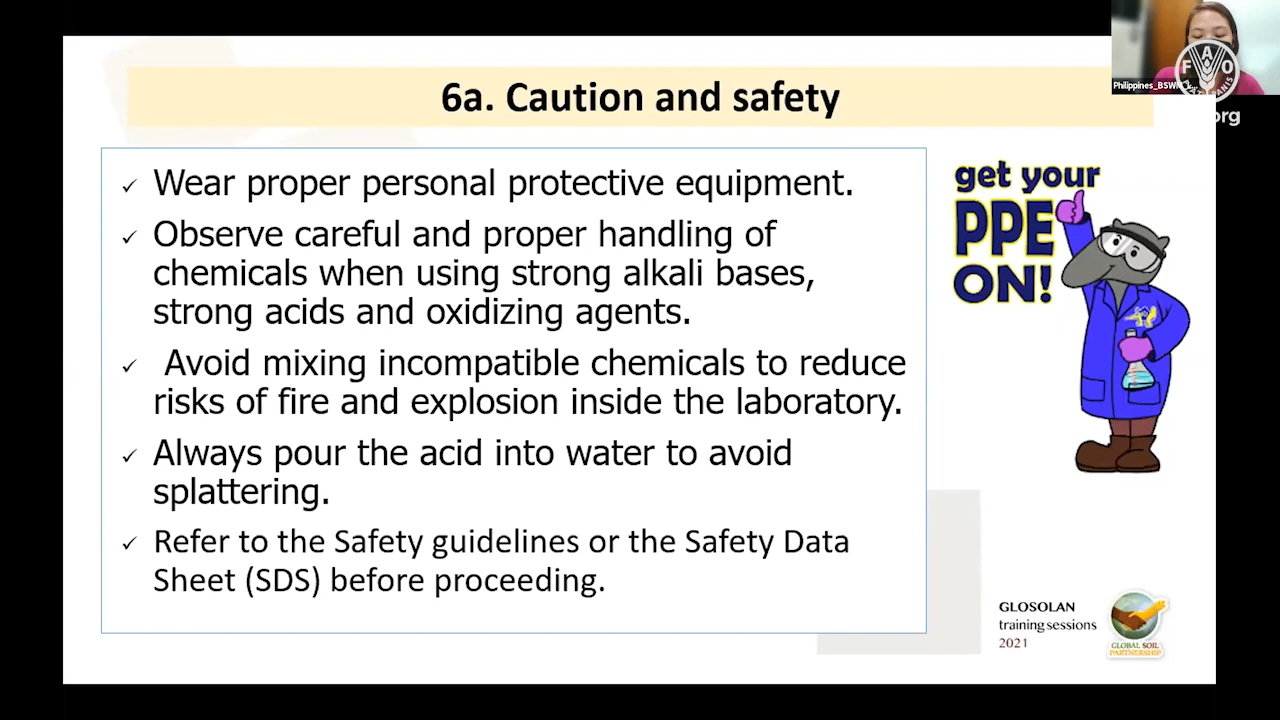 6a. Caution and safety
✓ Wear proper personal protective equipment.
✓ Observe careful and proper handling of
chemicals when using strong alkali bases,
strong acids and oxidizing agents.
✓ Avoid mixing incompatible chemicals to reduce
risks of fire and explosion inside the laboratory.
✓ Always pour the acid into water to avoid
splattering.
✓ Refer to the Safety guidelines or the Safety Data
Sheet (SDS) before proceeding.
get your
PPE
ON!
GLOSOLAN
training sessions
2021
GLOBAL SOIL
PARTNERSHIP
F A O
org